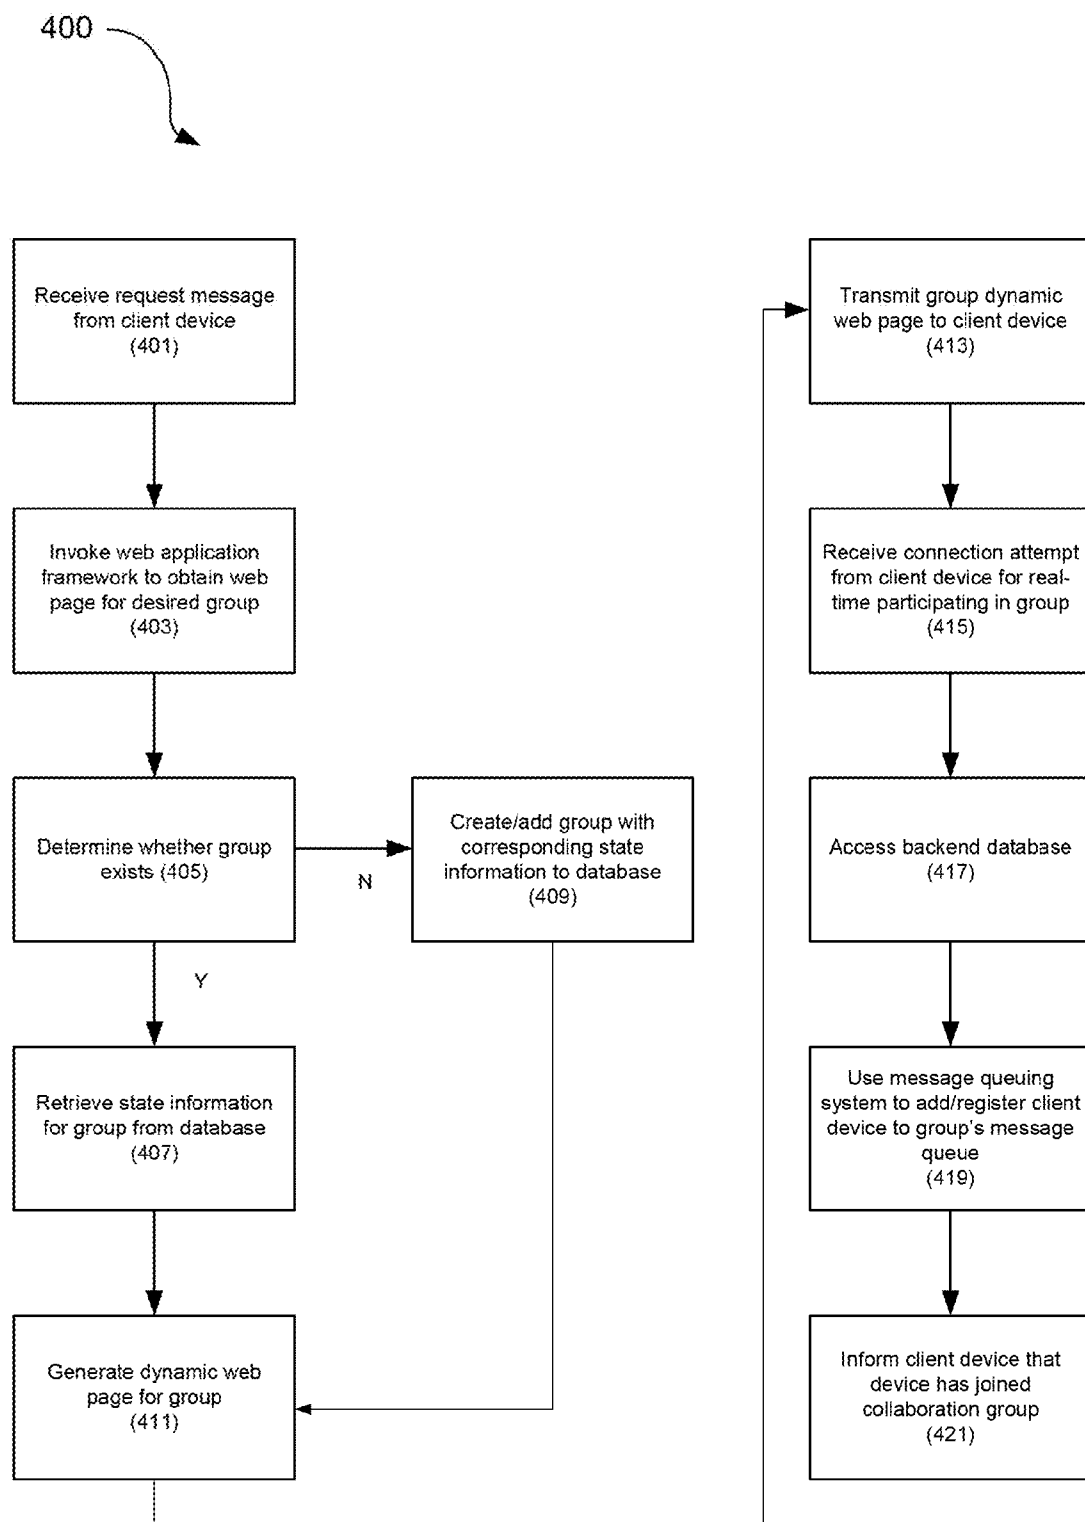 400
Receive request message
from client device
(401)
Invoke web application
framework to obtain web
page for desired group
(403)
Determine whether group
exists (405)
N
Create/add group with
corresponding state
information to database
(409)
Y
Retrieve state information
for group from database
(407)
Generate dynamic web
page for group
(411)
Transmit group dynamic
web page to client device
(413)
Receive connection attempt
from client device for real-
time participating in group
(415)
Access backend database
(417)
Use message queuing
system to add/register client
device to group's message
queue
(419)
Inform client device that
device has joined
collaboration group
(421)